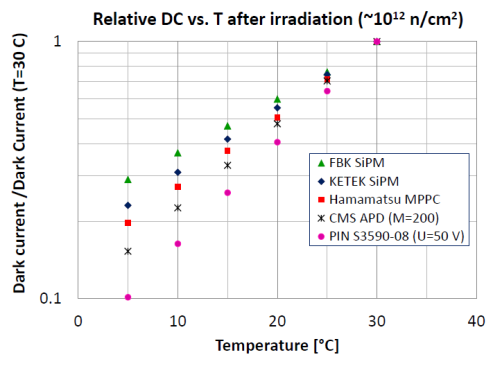 Relative DC vs. T after irradiation (~10¹² n/cm²)
Dark current /Dark Current (T=30 C)
1
0.1
FBK SiPM
KETEK SiPM
Hamamatsu MPPC
CMS APD (M=200)
PIN S3590-08 (U=50 V)
0 10 20 30 40
Temperature [°C]